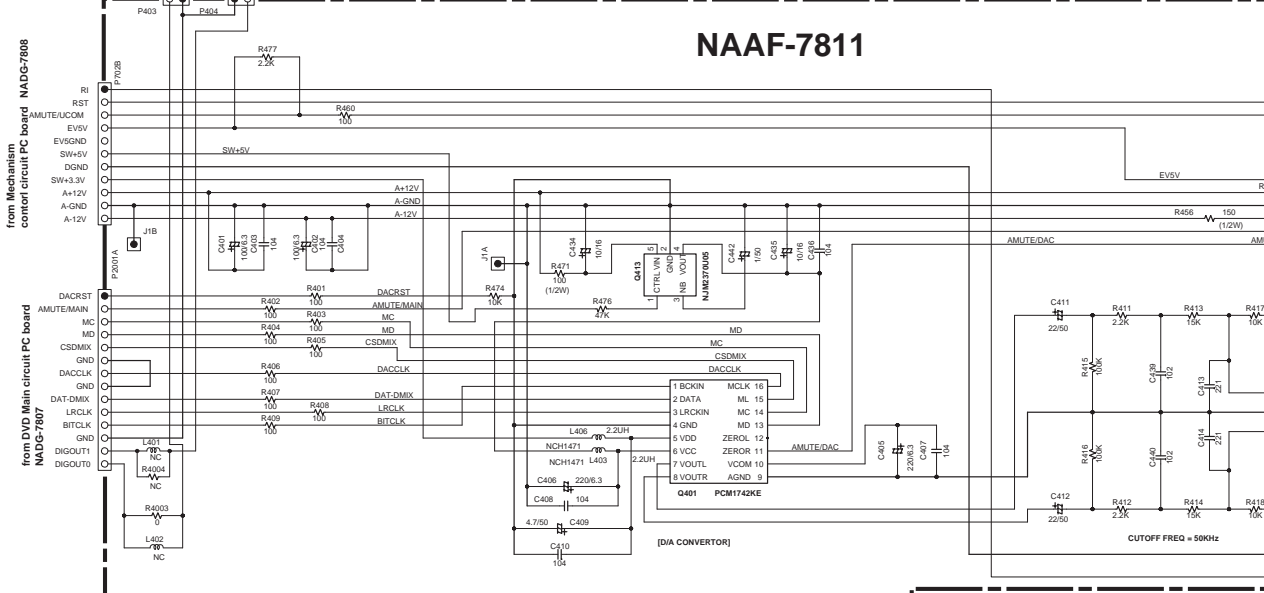 P403
P404
NAAF-7811
from Mechanism
contorl circuit PC board NADG-7808
P702B
RI
RST
AMUTE/UCOM
EV5V
EV5GND
SW+5V
DGND
SW+3.3V
A+12V
A-GND
A-12V
R477
2.2K
R460
100
SW+5V
EV5V
A+12V
A-GND
A-12V
R456
150
(1/2W)
AMUTE/DAC
J1B
C401
100/6.3
C403
104
100/6.3
C402
104
C404
J1A
R471
100
(1/2W)
C434
10/16
Q413
5 2 4
CTRL VIN
GND
NB VOUT
1 3
NJM2370U05
C442
1/50
C435
10/16
C436
104
from DVD Main circuit PC board
NADG-7807
P2001A
DACRST
AMUTE/MAIN
MC
MD
CSDMIX
GND
DACCLK
GND
DAT-DMIX
LRCLK
BITCLK
GND
DIGOUT1
DIGOUT0
R401
100
DACRST
R474
10K
R402
100
AMUTE/MAIN
R476
47K
R403
100
MC
R404
100
MD
R405
100
CSDMIX
R406
100
DACCLK
R407
100
DAT-DMIX
R408
100
LRCLK
R409
100
BITCLK
MD
MC
CSDMIX
DACCLK
1 BCKIN
2 DATA
3 LRCKIN
4 GND
5 VDD
6 VCC
7 VOUTL
8 VOUTR
MCLK 16
ML 15
MC 14
MD 13
ZEROL 12
ZEROR 11
VCOM 10
AGND 9
Q401
PCM1742KE
L406
2.2UH
NCH1471
NCH1471
L403
2.2UH
C406
220/6.3
C408
104
4.7/50
C409
C410
104
[D/A CONVERTOR]
L401
NC
R4004
NC
R4003
0
L402
NC
AMUTE/DAC
C405
220/6.3
C407
104
C411
22/50
R411
2.2K
R413
15K
R417
10K
R415
100K
C439
102
C413
221
R416
100K
C440
102
C414
221
C412
22/50
R412
2.2K
R414
15K
R418
10K
CUTOFF FREQ = 50KHz